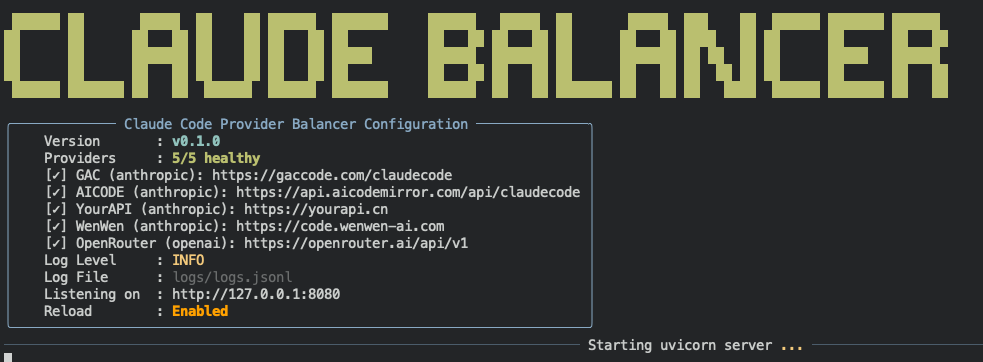 CLAUDE BALANCER
Claude Code Provider Balancer Configuration
Version : v0.1.0
Providers : 5/5 healthy
[✓] GAC (anthropic): https://gaccode.com/claudecode
[✓] AICODE (anthropic): https://api.aicodemirror.com/api/claudecode
[✓] YourAPI (anthropic): https://yourapi.cn
[✓] WenWen (anthropic): https://code.wenwen-ai.com
[✓] OpenRouter (openai): https://openrouter.ai/api/v1
Log Level : INFO
Log File : logs/logs.jsonl
Listening on : http://127.0.0.1:8080
Reload : Enabled
Starting uvicorn server ...